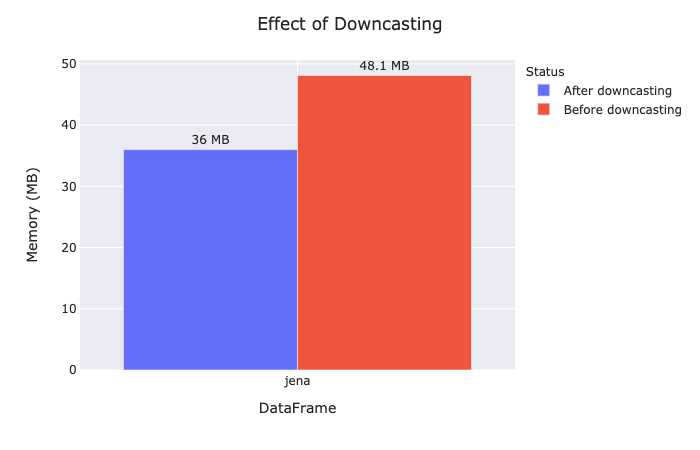 Effect of Downcasting
Status
After downcasting
Before downcasting
Memory (MB)
50
40
30
20
10
0
48.1 MB
36 MB
jena
DataFrame